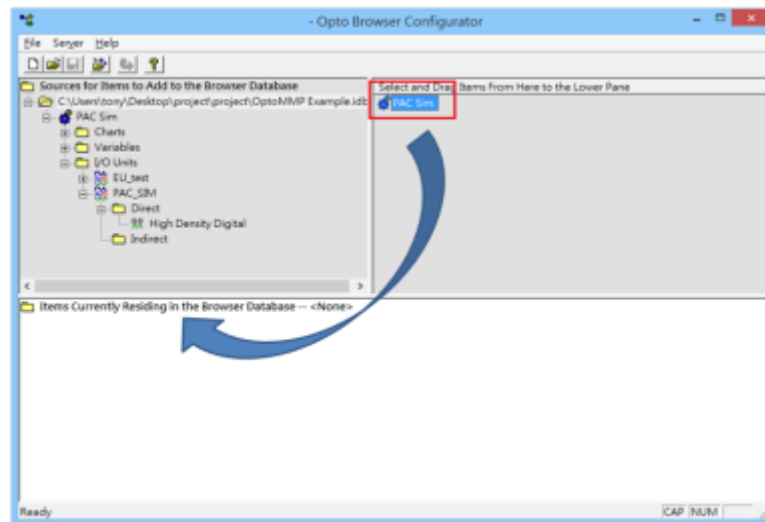 - Opto Browser Configurator
File Server Help
Sources for Items to Add to the Browser Database
Select and Drag Items From Here to the Lower Pane
C:\Users\tony\Desktop\project\project\OptoMMP Example.idb
PAC Sim
PAC Sim
Charts
Variables
I/O Units
EU_test
PAC_SIM
Direct
High Density Digital
Indirect
Items Currently Residing in the Browser Database -- <None>
Ready
CAP NUM